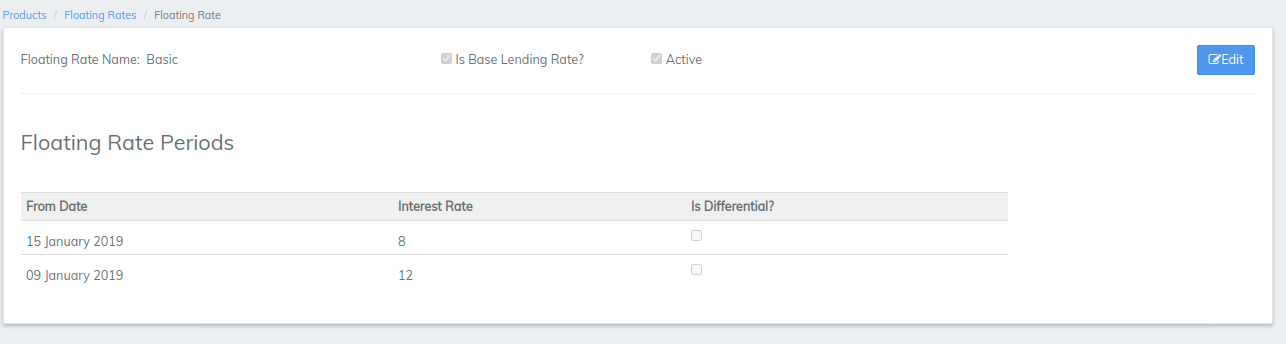 Products / Floating Rates / Floating Rate
Floating Rate Name: Basic Is Base Lending Rate? Active Edit
Floating Rate Periods
From Date Interest Rate Is Differential?
15 January 2019 8
09 January 2019 12